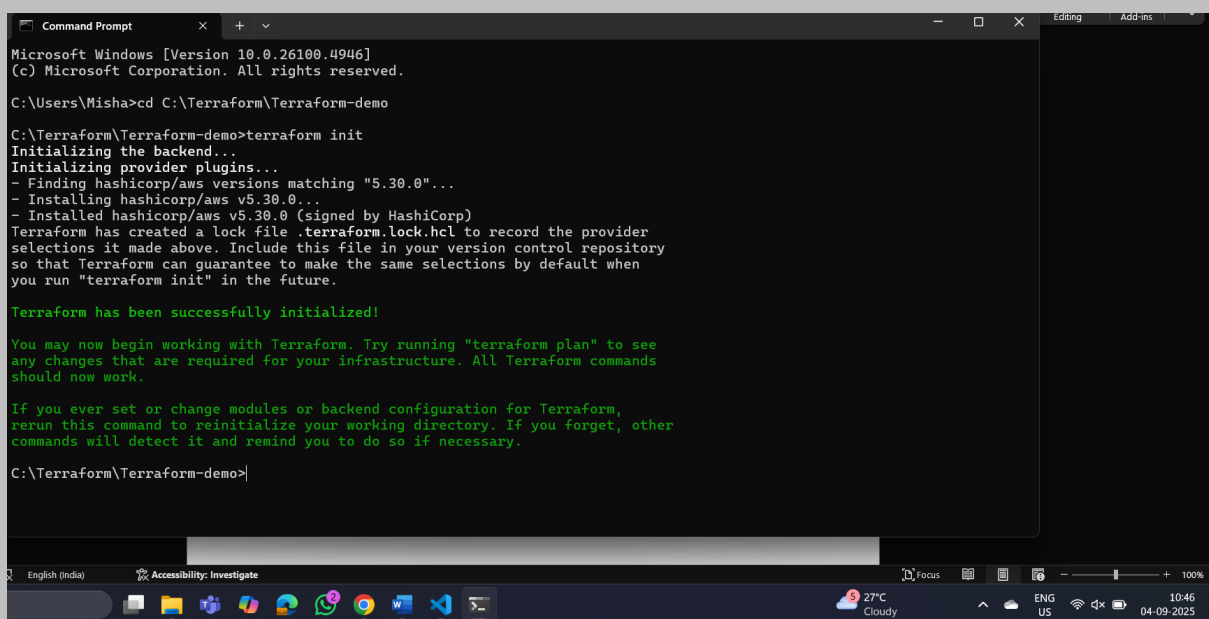 Command Prompt
Editing
Add-ins
Microsoft Windows [Version 10.0.26100.4946]
(c) Microsoft Corporation. All rights reserved.
C:\Users\Misha>cd C:\Terraform\Terraform-demo
C:\Terraform\Terraform-demo>terraform init
Initializing the backend...
Initializing provider plugins...
- Finding hashicorp/aws versions matching "5.30.0"...
- Installing hashicorp/aws v5.30.0...
- Installed hashicorp/aws v5.30.0 (signed by HashiCorp)
Terraform has created a lock file .terraform.lock.hcl to record the provider
selections it made above. Include this file in your version control repository
so that Terraform can guarantee to make the same selections by default when
you run "terraform init" in the future.
Terraform has been successfully initialized!
You may now begin working with Terraform. Try running "terraform plan" to see
any changes that are required for your infrastructure. All Terraform commands
should now work.
If you ever set or change modules or backend configuration for Terraform,
rerun this command to reinitialize your working directory. If you forget, other
commands will detect it and remind you to do so if necessary.
C:\Terraform\Terraform-demo>
English (India)
Accessibility: Investigate
Focus
100%
2
5
27°C
Cloudy
ENG
US
10:46
04-09-2025